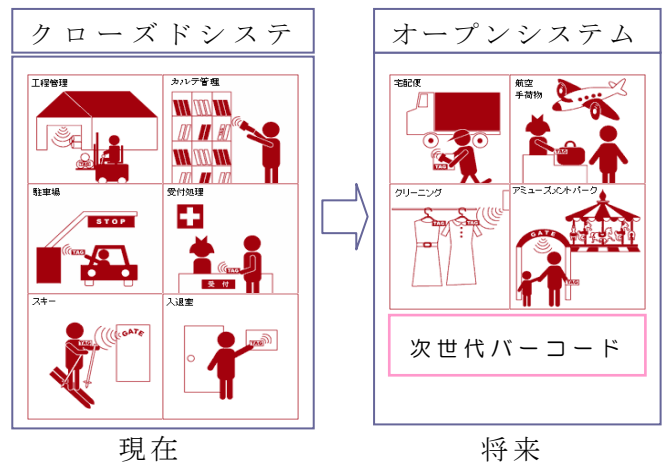 クローズドシステ
オープンシステム
工程管理
カルテ管理
TAG
駐車場
受付処理
STOP
TAG
TAG
受付
スキー
入退室
GATE
TAG
TAG
宅配便
航空
手荷物
TAG
TAG
クリーニング
アミューズメントパーク
TAG
TAG
GATE
TAG
次世代バーコード
現在
将来